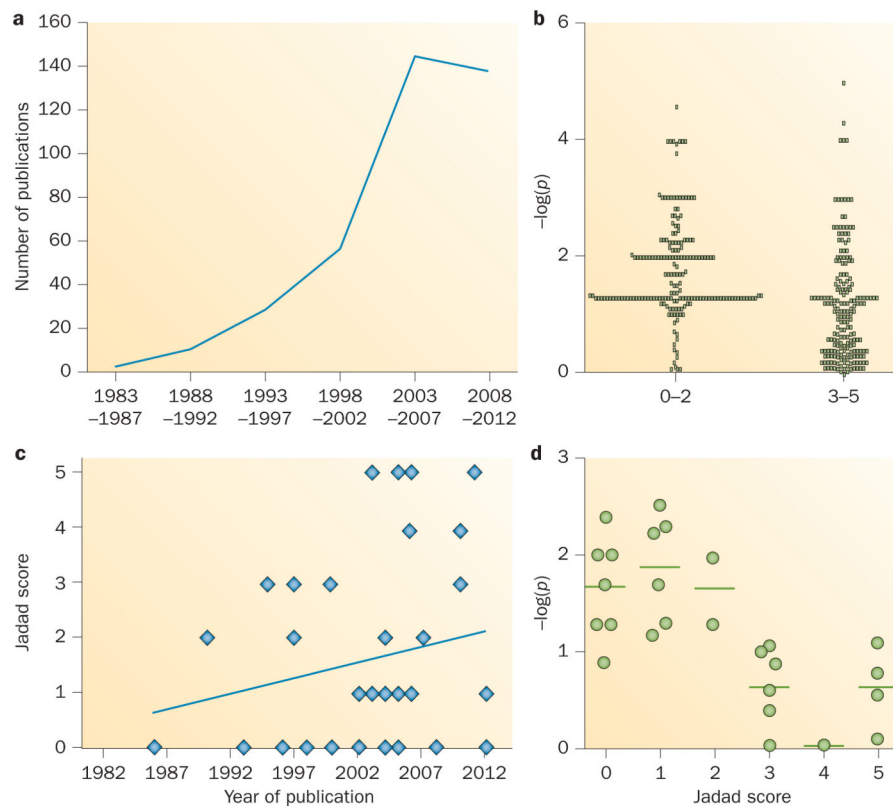 a
160
140
120
100
80
60
40
20
0
Number of publications
1983 –1987
1988 –1992
1993 –1997
1998 –2002
2003 –2007
2008 –2012
b
6
4
2
0
–log(p)
0–2
3–5
c
5
4
3
2
1
0
Jadad score
1982 1987 1992 1997 2002 2007 2012
Year of publication
d
3
2
1
0
–log(p)
0 1 2 3 4 5
Jadad score